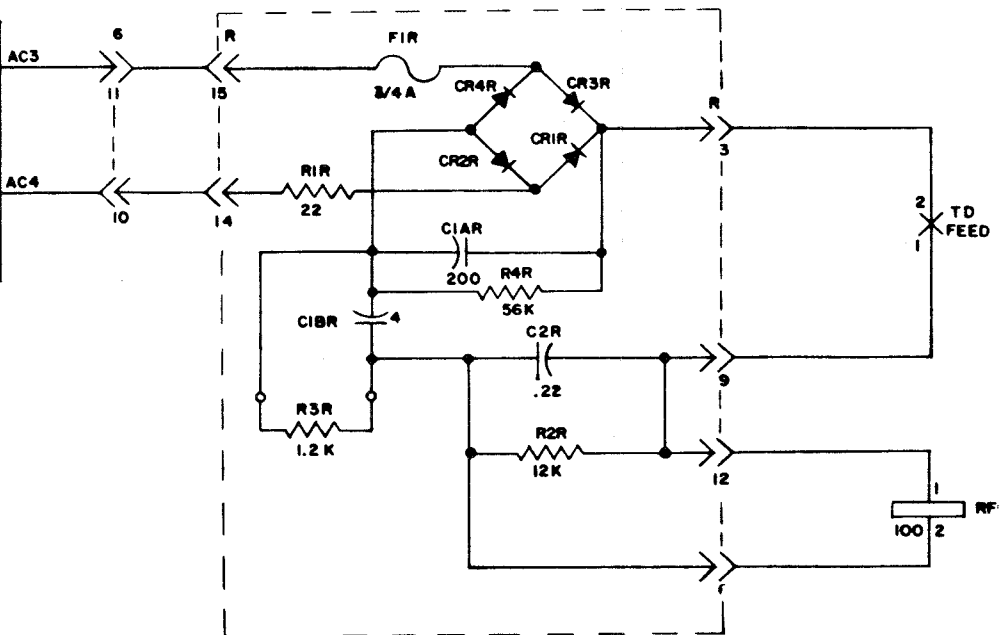 AC3
6
11
R
15
F1R
3/4 A
CR4R
CR3R
CR2R
CR1R
R
3
AC4
10
14
R1R
22
2
TD
FEED
1
C1AR
200
R4R
56K
C1BR
4
C2R
.22
9
R3R
1.2 K
R2R
12K
12
1
RF
100
2